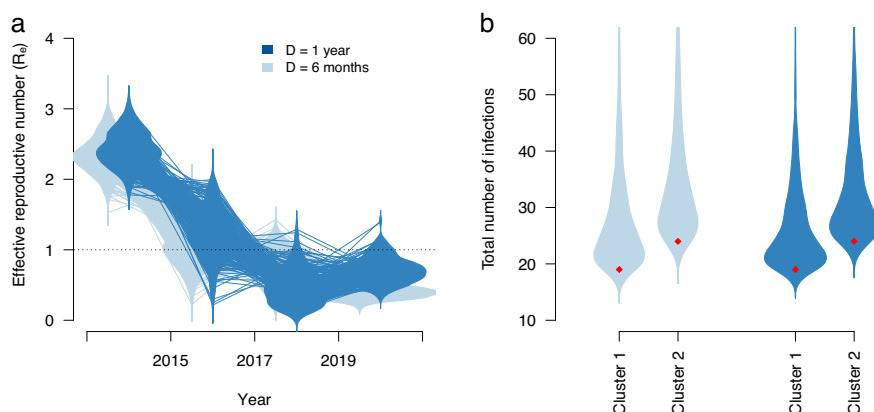 a
Effective reproductive number (Re)
4
3
2
1
0
D = 1 year
D = 6 months
2015
2017
2019
Year
b
Total number of infections
60
50
40
30
20
10
Cluster 1
Cluster 2
Cluster 1
Cluster 2